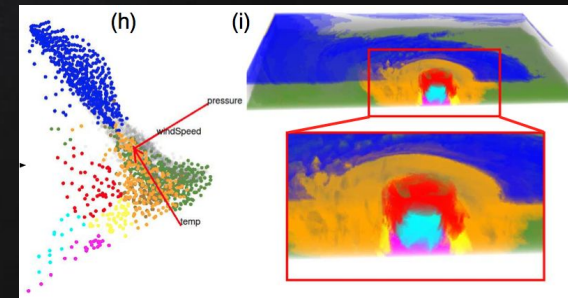 (h)
(i)
pressure
windSpeed
temp